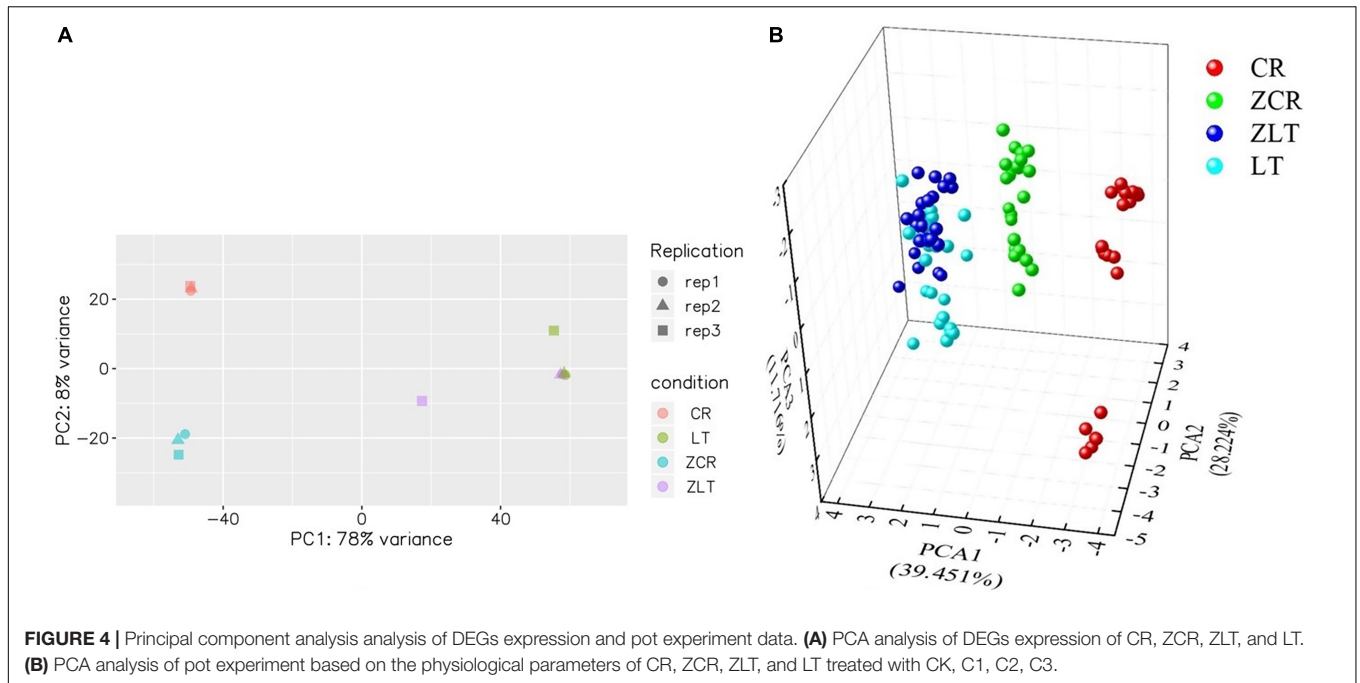 A
B
PC2: 8% variance
20
0
−20
−40
0
40
PC1: 78% variance
Replication
rep1
rep2
rep3
condition
CR
LT
ZCR
ZLT
CR
ZCR
ZLT
LT
3
PCA3
4
3
2
1
0
-1
-2
-3
-4
PCA1
(39.451%)
4
3
2
1
0
-1
-2
-3
-4
-5
PCA2
(28.224%)
FIGURE 4 | Principal component analysis analysis of DEGs expression and pot experiment data. (A) PCA analysis of DEGs expression of CR, ZCR, ZLT, and LT.
(B) PCA analysis of pot experiment based on the physiological parameters of CR, ZCR, ZLT, and LT treated with CK, C1, C2, C3.